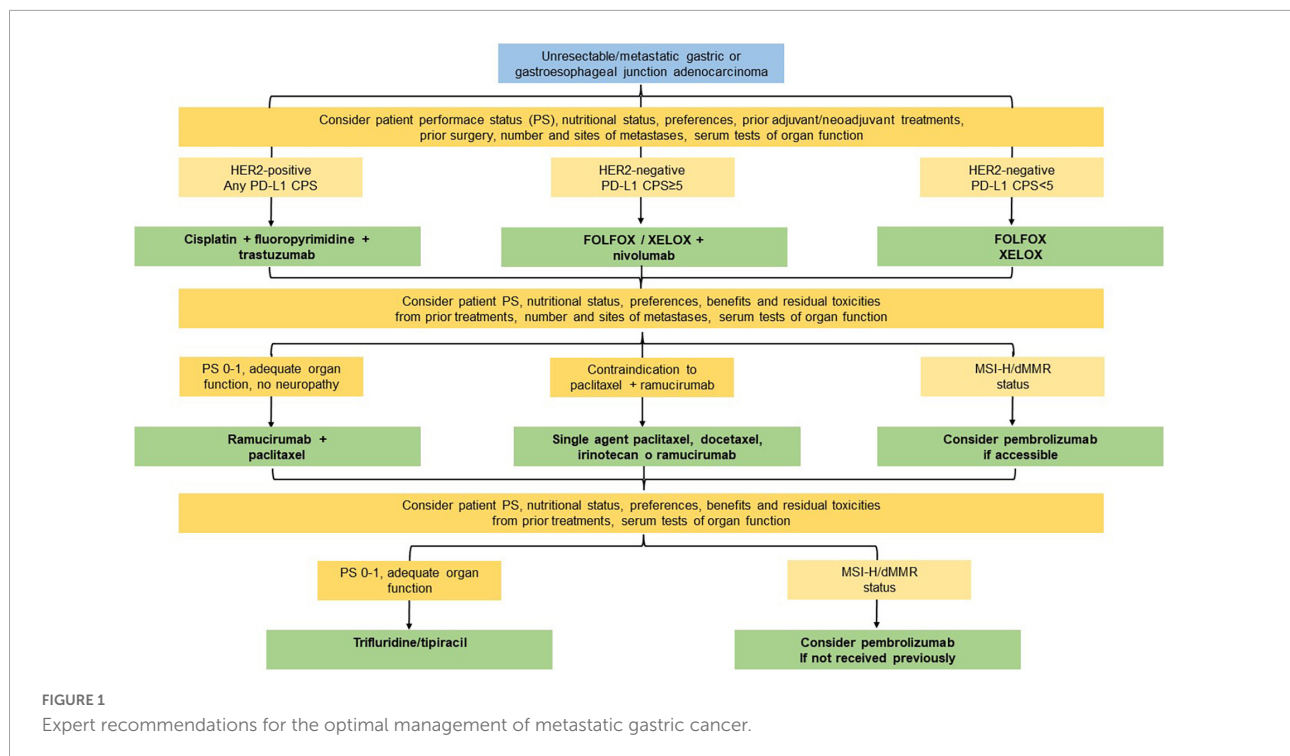 Unresectable/metastatic gastric or
gastroesophageal junction adenocarcinoma
Consider patient performace status (PS), nutritional status, preferences, prior adjuvant/neoadjuvant treatments,
prior surgery, number and sites of metastases, serum tests of organ function
HER2-positive
Any PD-L1 CPS
HER2-negative
PD-L1 CPS≥5
HER2-negative
PD-L1 CPS<5
Cisplatin + fluoropyrimidine +
trastuzumab
FOLFOX / XELOX +
nivolumab
FOLFOX
XELOX
Consider patient PS, nutritional status, preferences, benefits and residual toxicities
from prior treatments, number and sites of metastases, serum tests of organ function
PS 0-1, adequate organ
function, no neuropathy
Contraindication to
paclitaxel + ramucirumab
MSI-H/dMMR
status
Ramucirumab +
paclitaxel
Single agent paclitaxel, docetaxel,
irinotecan o ramucirumab
Consider pembrolizumab
if accessible
Consider patient PS, nutritional status, preferences, benefits and residual toxicities
from prior treatments, serum tests of organ function
PS 0-1, adequate organ
function
MSI-H/dMMR
status
Trifluridine/tipiracil
Consider pembrolizumab
If not received previously
FIGURE 1
Expert recommendations for the optimal management of metastatic gastric cancer.